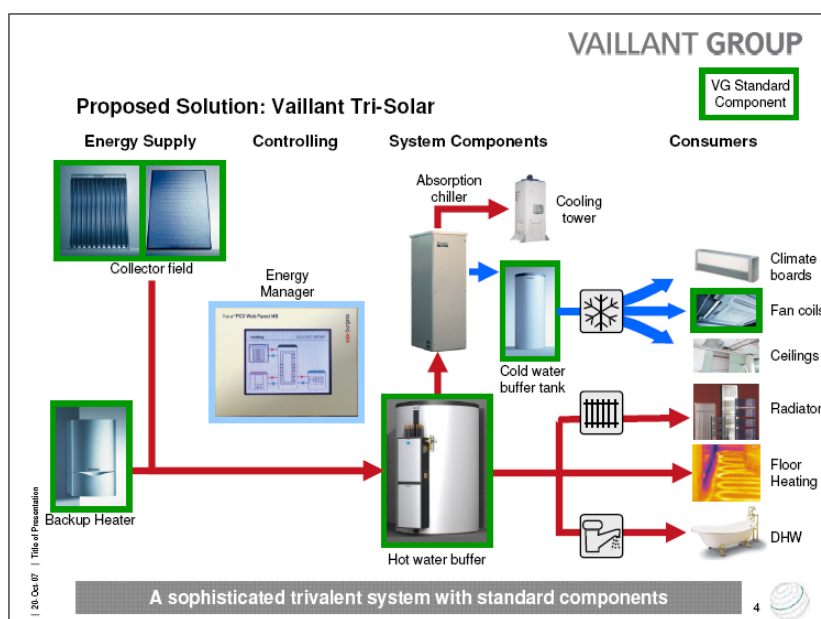 VAILLANT GROUP
VG Standard
Component
Proposed Solution: Vaillant Tri-Solar
Energy Supply
Controlling
System Components
Consumers
Absorption
chiller
Cooling
tower
Collector field
Energy
Manager
Climate
boards
Fan coils
Cold water
buffer tank
Ceilings
Radiator
Floor
Heating
Backup Heater
Hot water buffer
DHW
20-Oct-07 | Title of Presentation
A sophisticated trivalent system with standard components
4